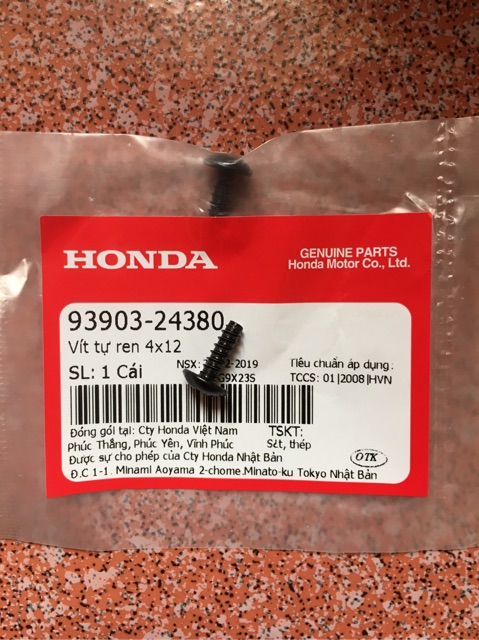 HONDA
GENUINE PARTS
Honda Motor Co., Ltd.
93903-24380
Vít tự ren 4x12
SL: 1 Cái
NSX: 2-2019
G9X23S
Tiêu chuẩn áp dụng :
TCCS: 01|2008|HVN
Đóng gói tại: Cty Honda Việt Nam
Phúc Thắng, Phúc Yên, Vĩnh Phúc
TSKT:
Sắt, thép
Được sự cho phép của Cty Honda Nhật Bản
Đ.C 1-1. Minami Aoyama 2-chome.Minato-ku Tokyo Nhật Bản
OTK